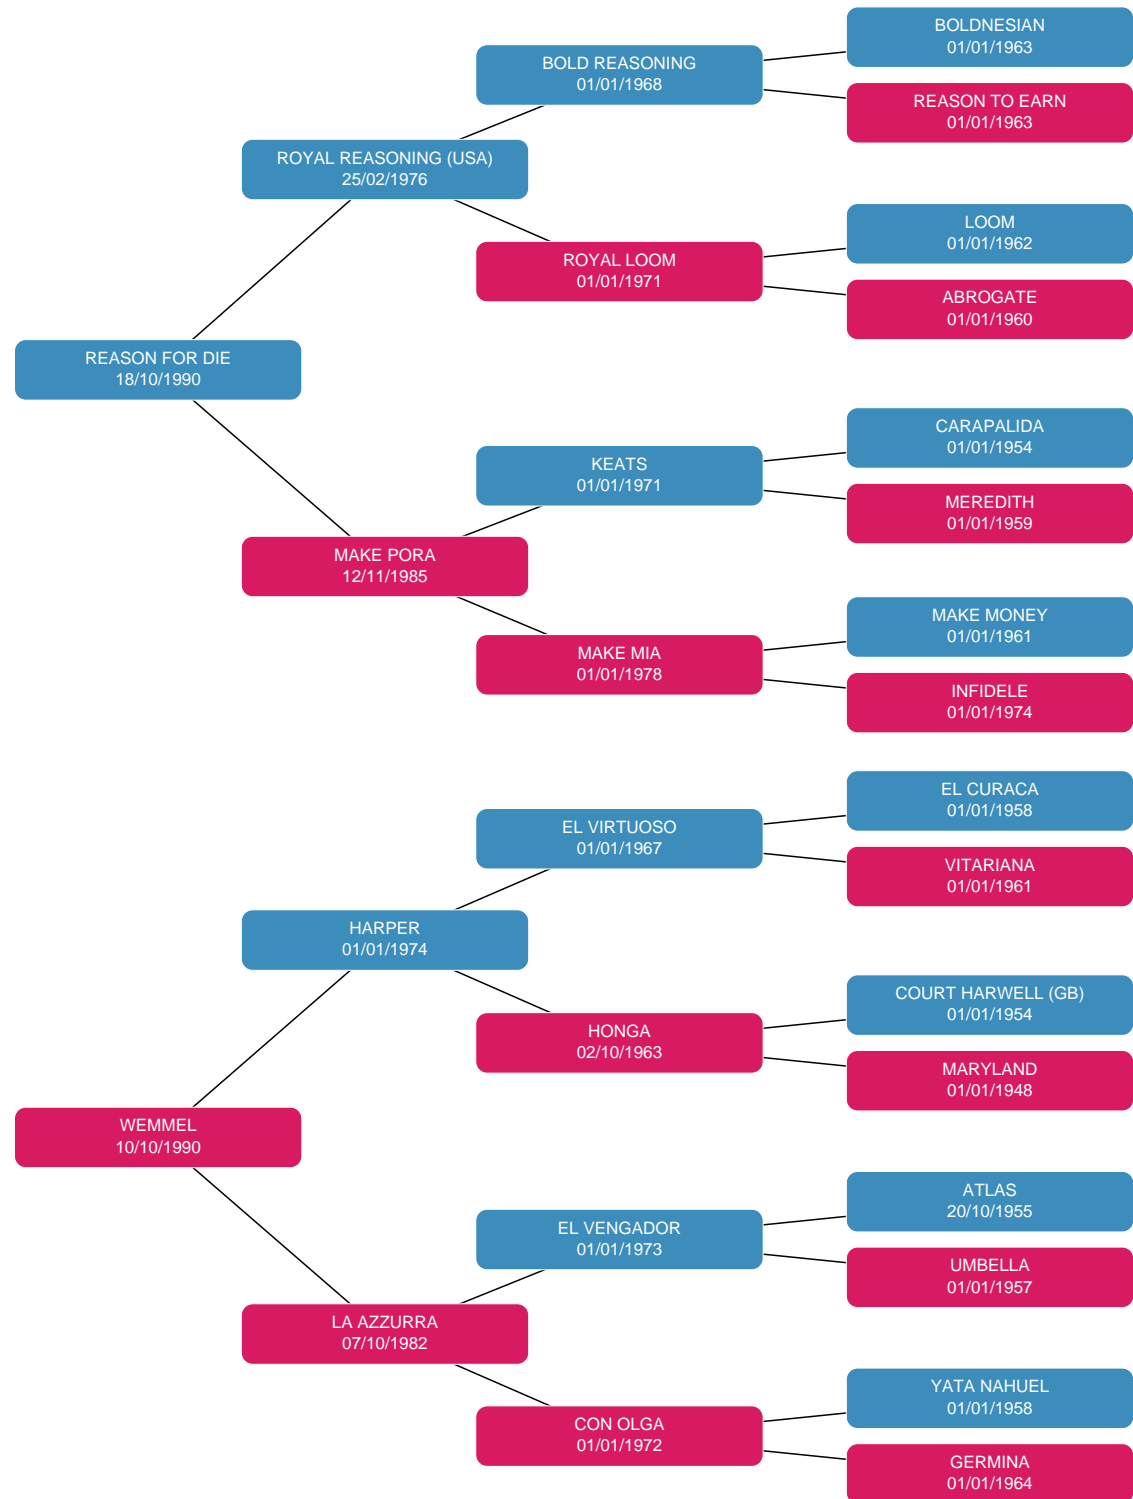 BOLDNESIAN
01/01/1963
BOLD REASONING
01/01/1968
REASON TO EARN
01/01/1963
ROYAL REASONING (USA)
25/02/1976
LOOM
01/01/1962
ROYAL LOOM
01/01/1971
ABROGATE
01/01/1960
REASON FOR DIE
18/10/1990
CARAPALIDA
01/01/1954
KEATS
01/01/1971
MEREDITH
01/01/1959
MAKE PORA
12/11/1985
MAKE MONEY
01/01/1961
MAKE MIA
01/01/1978
INFIDELE
01/01/1974
EL CURACA
01/01/1958
EL VIRTUOSO
01/01/1967
VITARIANA
01/01/1961
HARPER
01/01/1974
COURT HARWELL (GB)
01/01/1954
HONGA
02/10/1963
MARYLAND
01/01/1948
WEMMEL
10/10/1990
ATLAS
20/10/1955
EL VENGADOR
01/01/1973
UMBELLA
01/01/1957
LA AZZURRA
07/10/1982
YATA NAHUEL
01/01/1958
CON OLGA
01/01/1972
GERMINA
01/01/1964